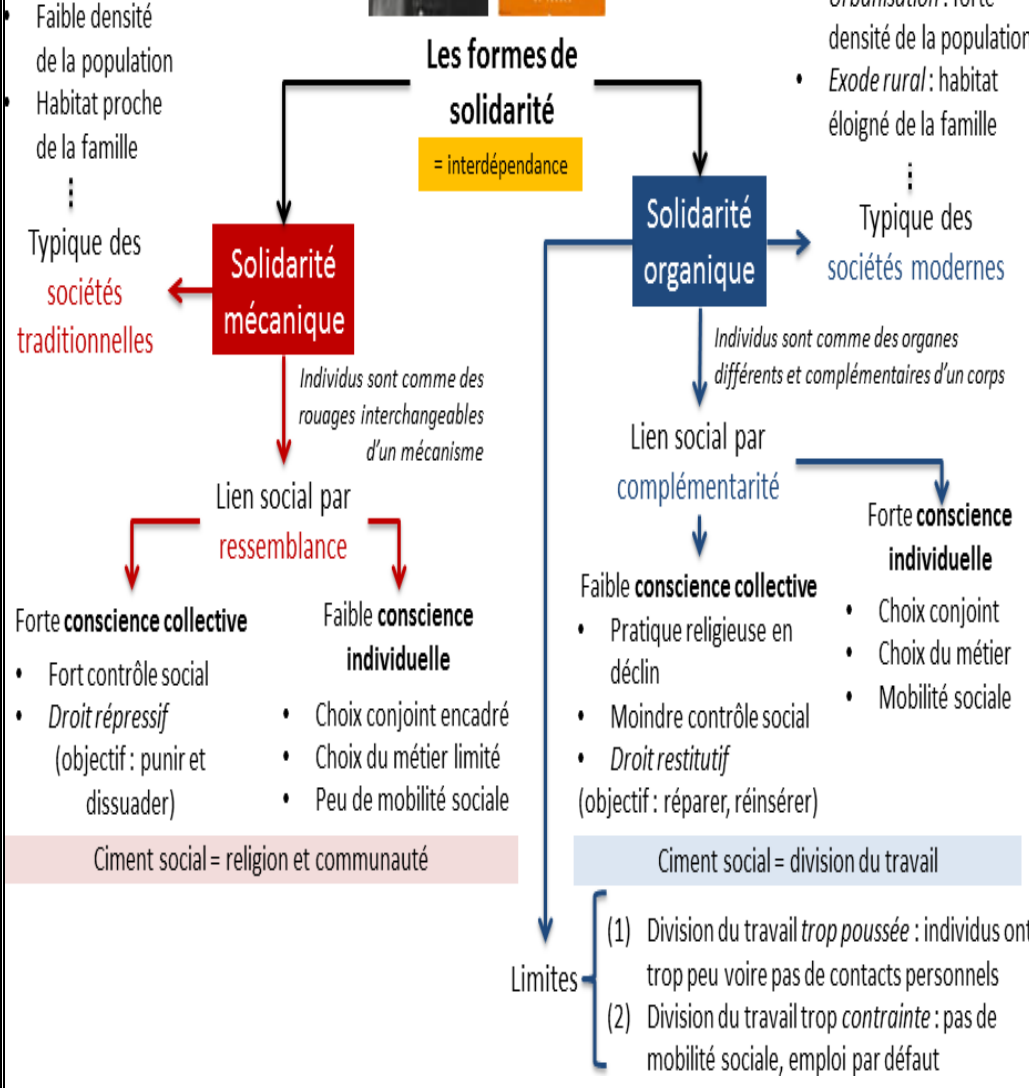 Faible densité
de la population
Habitat proche
de la famille
Les formes de
solidarité
= interdépendance
densité de la population
Exode rural : habitat
éloigné de la famille
Typique des
sociétés
traditionnelles
Solidarité
mécanique
Solidarité
organique
Typique des
sociétés modernes
Individus sont comme des
rouages interchangeables
d'un mécanisme
Individus sont comme des organes
différents et complémentaires d'un corps
Lien social par
ressemblance
Lien social par
complémentarité
Forte conscience collective
Fort contrôle social
Droit répressif
(objectif : punir et
dissuader)
Faible conscience
individuelle
Choix conjoint encadré
Choix du métier limité
Peu de mobilité sociale
Faible conscience collective
Pratique religieuse en
déclin
Moindre contrôle social
Droit restitutif
(objectif : réparer, réinsérer)
Forte conscience
individuelle
Choix conjoint
Choix du métier
Mobilité sociale
Ciment social = religion et communauté
Ciment social = division du travail
Limites
(1) Division du travail trop poussée : individus ont
trop peu voire pas de contacts personnels
(2) Division du travail trop contrainte : pas de
mobilité sociale, emploi par défaut